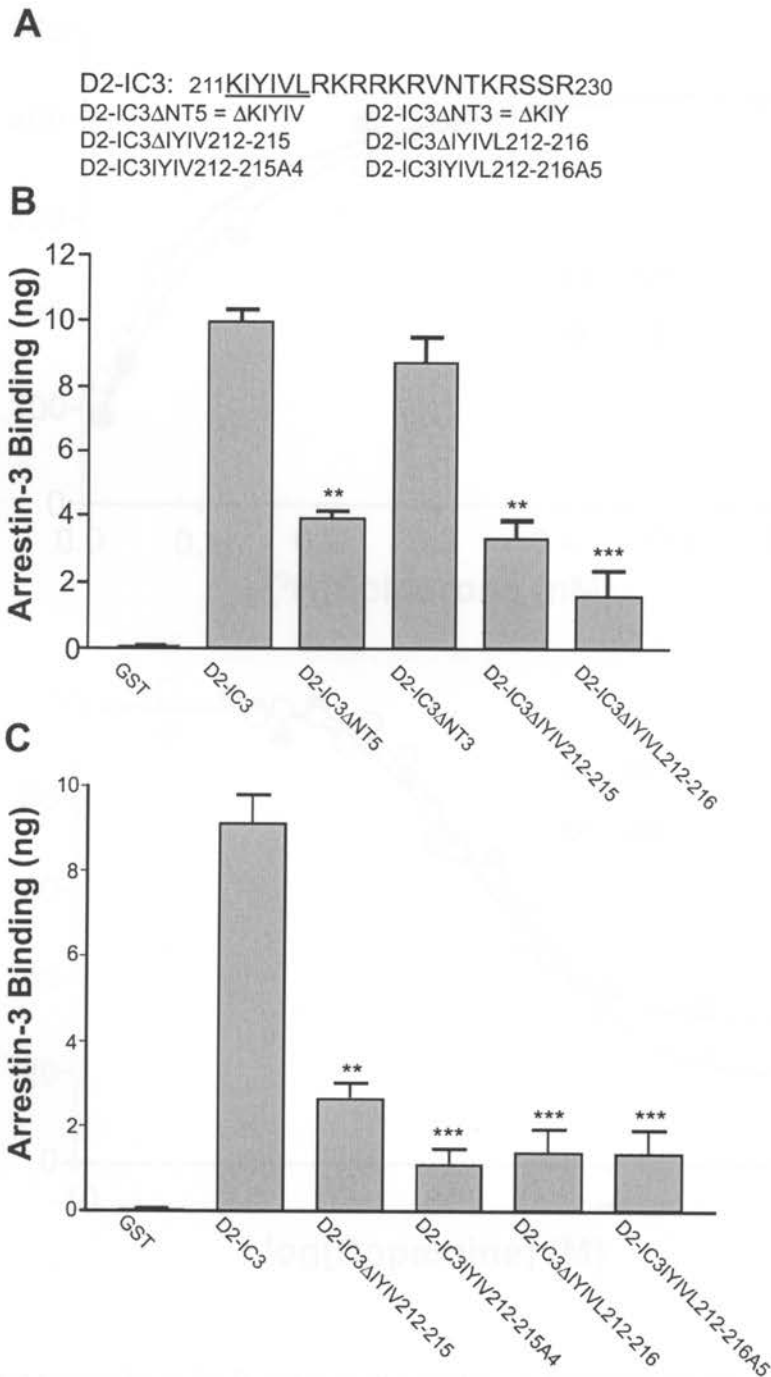 A
D2-IC3: 211KIYIVLRKRRKRVNTKRSSR230
D2-IC3ΔNT5 = ΔKIYIV D2-IC3ΔNT3 = ΔKIY
D2-IC3ΔIYIV212-215 D2-IC3ΔIYIVL212-216
D2-IC3IYIV212-215A4 D2-IC3IYIVL212-216A5
B
Arrestin-3 Binding (ng)
12
10
8
6
4
2
0
**
**
***
GST
D2-IC3
D2-IC3ΔNT5
D2-IC3ΔNT3
D2-IC3ΔIYIV212-215
D2-IC3ΔIYIVL212-216
C
Arrestin-3 Binding (ng)
10
8
6
4
2
0
**
***
***
***
GST
D2-IC3
D2-IC3ΔIYIV212-215
D2-IC3IYIV212-215A4
D2-IC3ΔIYIVL212-216
D2-IC3IYIVL212-216A5